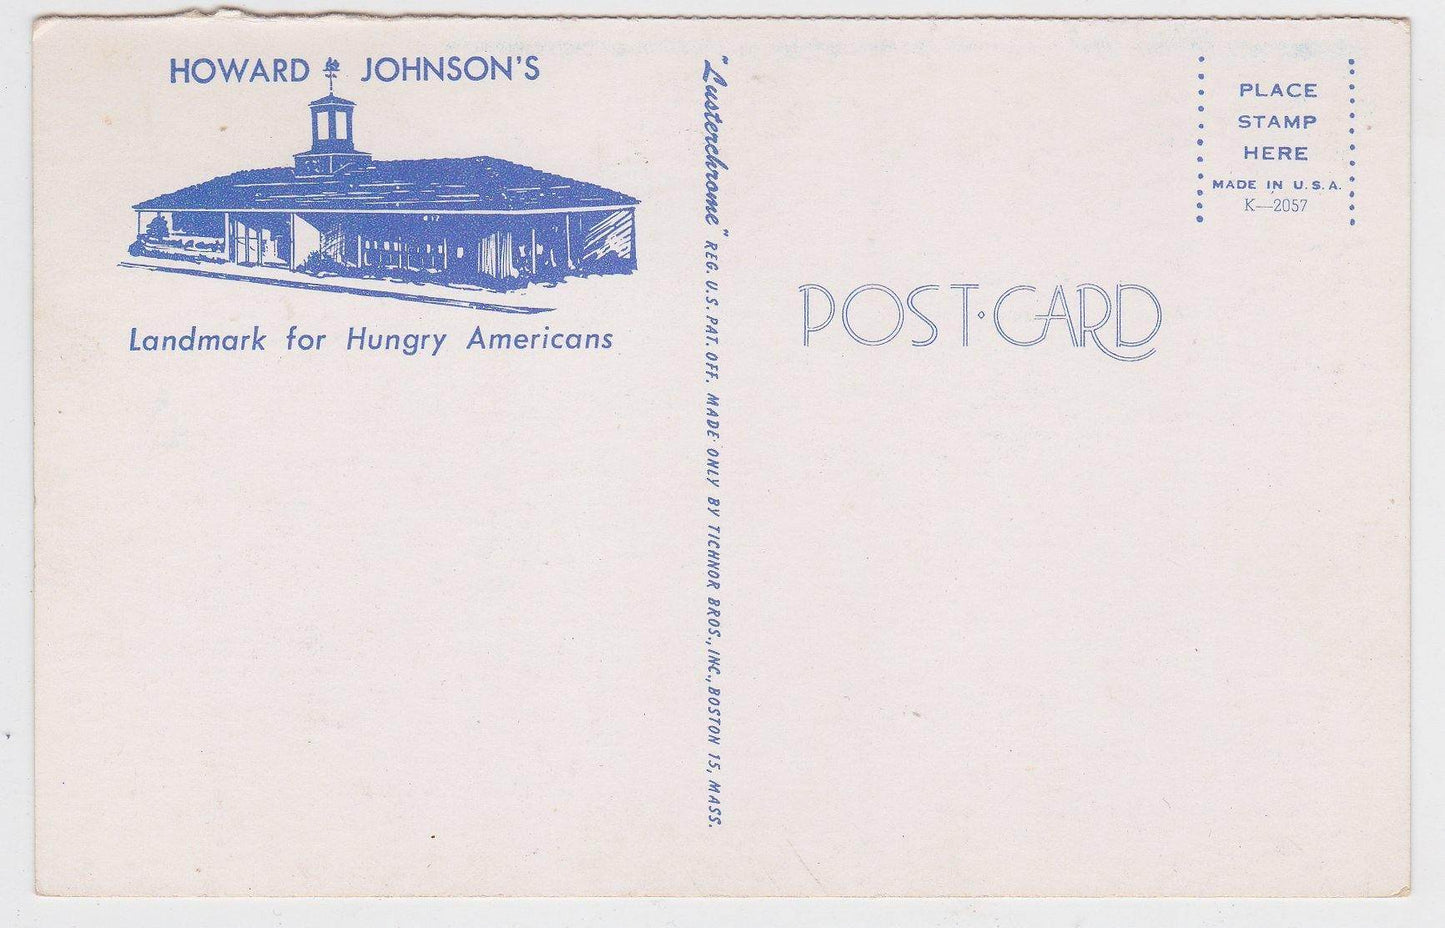 HOWARD JOHNSON'S
Landmark for Hungry Americans
"Lusterchrome" REG. U.S. PAT. OFF. MADE ONLY BY TICHNOR BROS., INC., BOSTON 15, MASS.
PLACE
STAMP
HERE
MADE IN U.S.A.
K—2057
POST·CARD